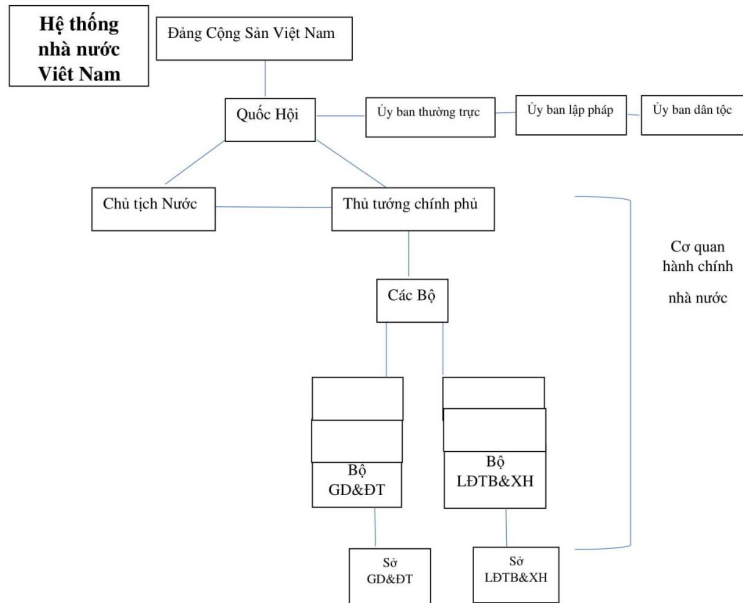 Hệ thống
nhà nước
Viêt Nam
Đảng Cộng Sản Việt Nam
Quốc Hội
Ủy ban thường trực
Ủy ban lập pháp
Ủy ban dân tộc
Chủ tịch Nước
Thủ tướng chính phủ
Cơ quan
hành chính
nhà nước
Các Bộ
Bộ
GD&ĐT
Bộ
LĐTB&XH
Sở
GD&ĐT
Sở
LĐTB&XH